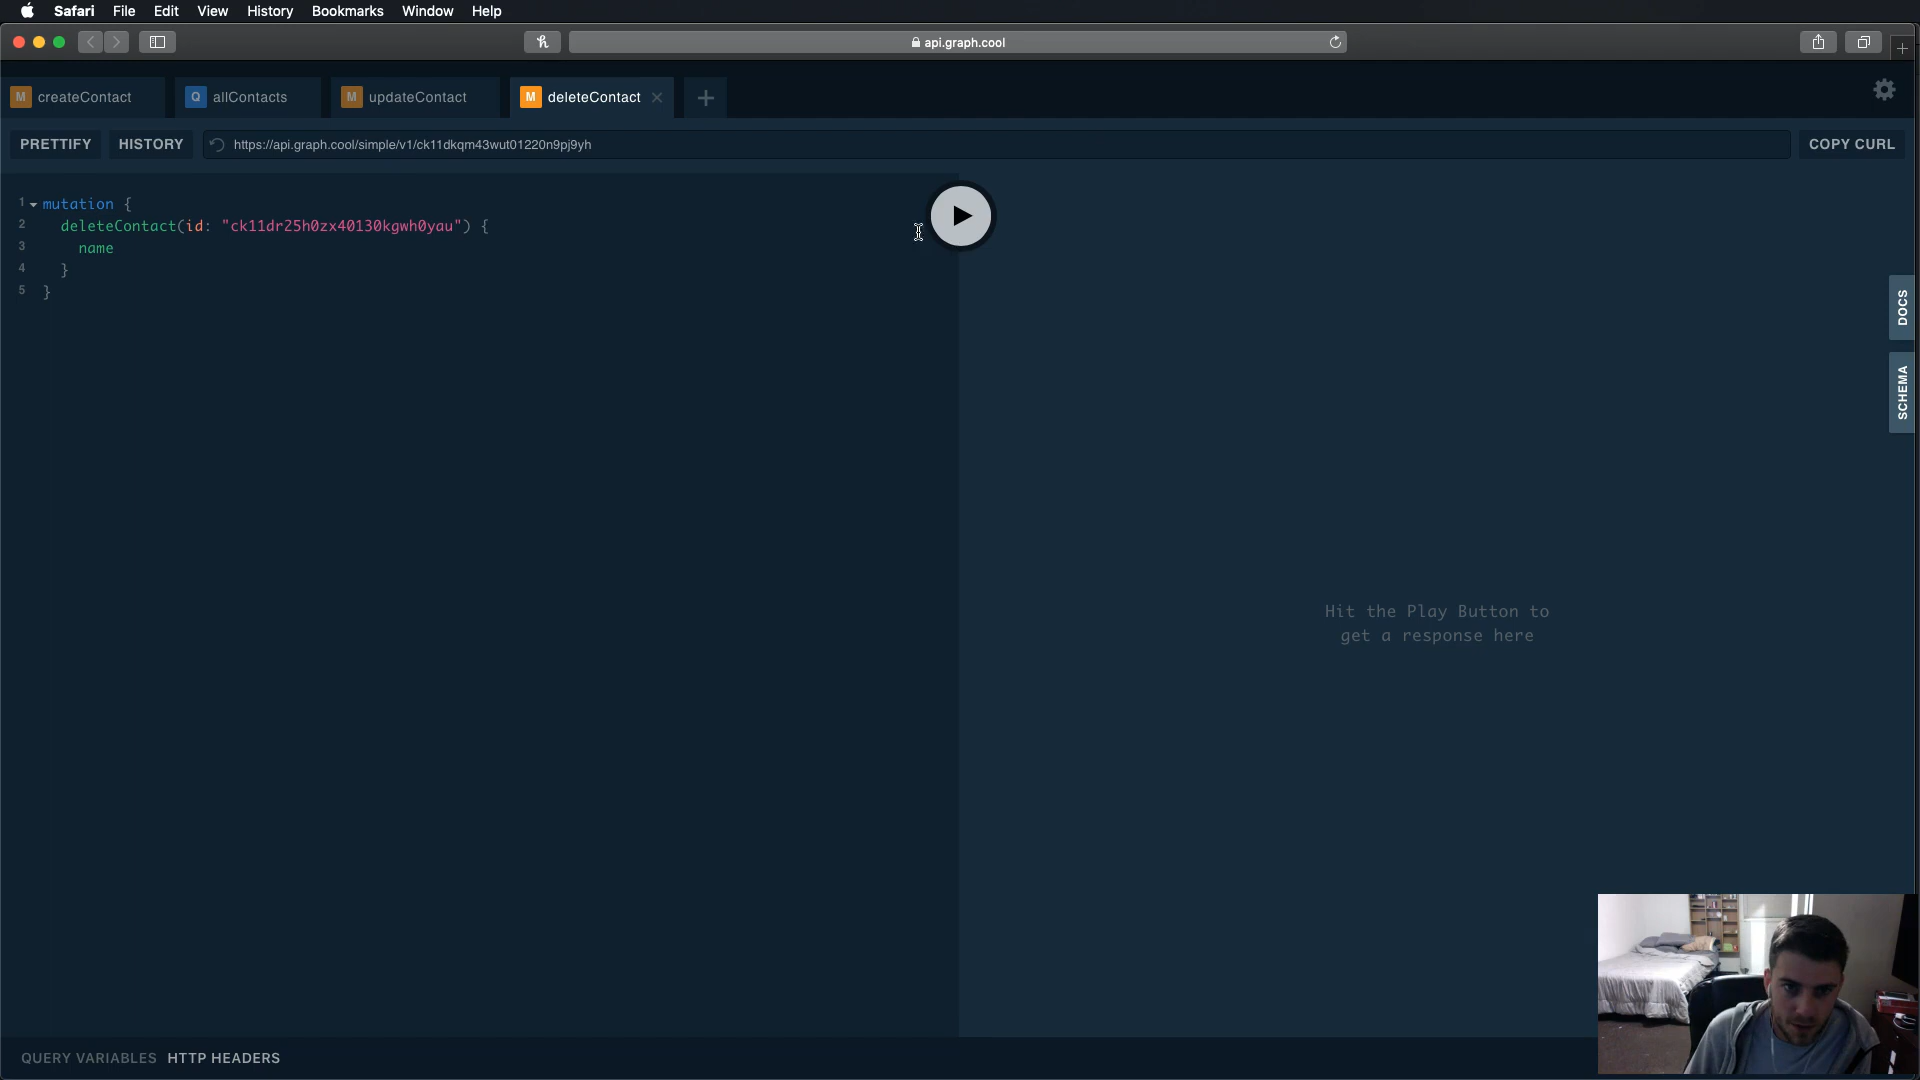 Safari File Edit View History Bookmarks Window Help
api.graph.cool
M createContact Q allContacts M updateContact M deleteContact
PRETTIFY HISTORY https://api.graph.cool/simple/v1/ck11dkqm43wut01220n9pj9yh COPY CURL
1 mutation {
2 deleteContact(id: "ck11dr25h0zx40130kgwh0yau") {
3 name
4 }
5 }
DOCS
SCHEMA
Hit the Play Button to
get a response here
QUERY VARIABLES HTTP HEADERS